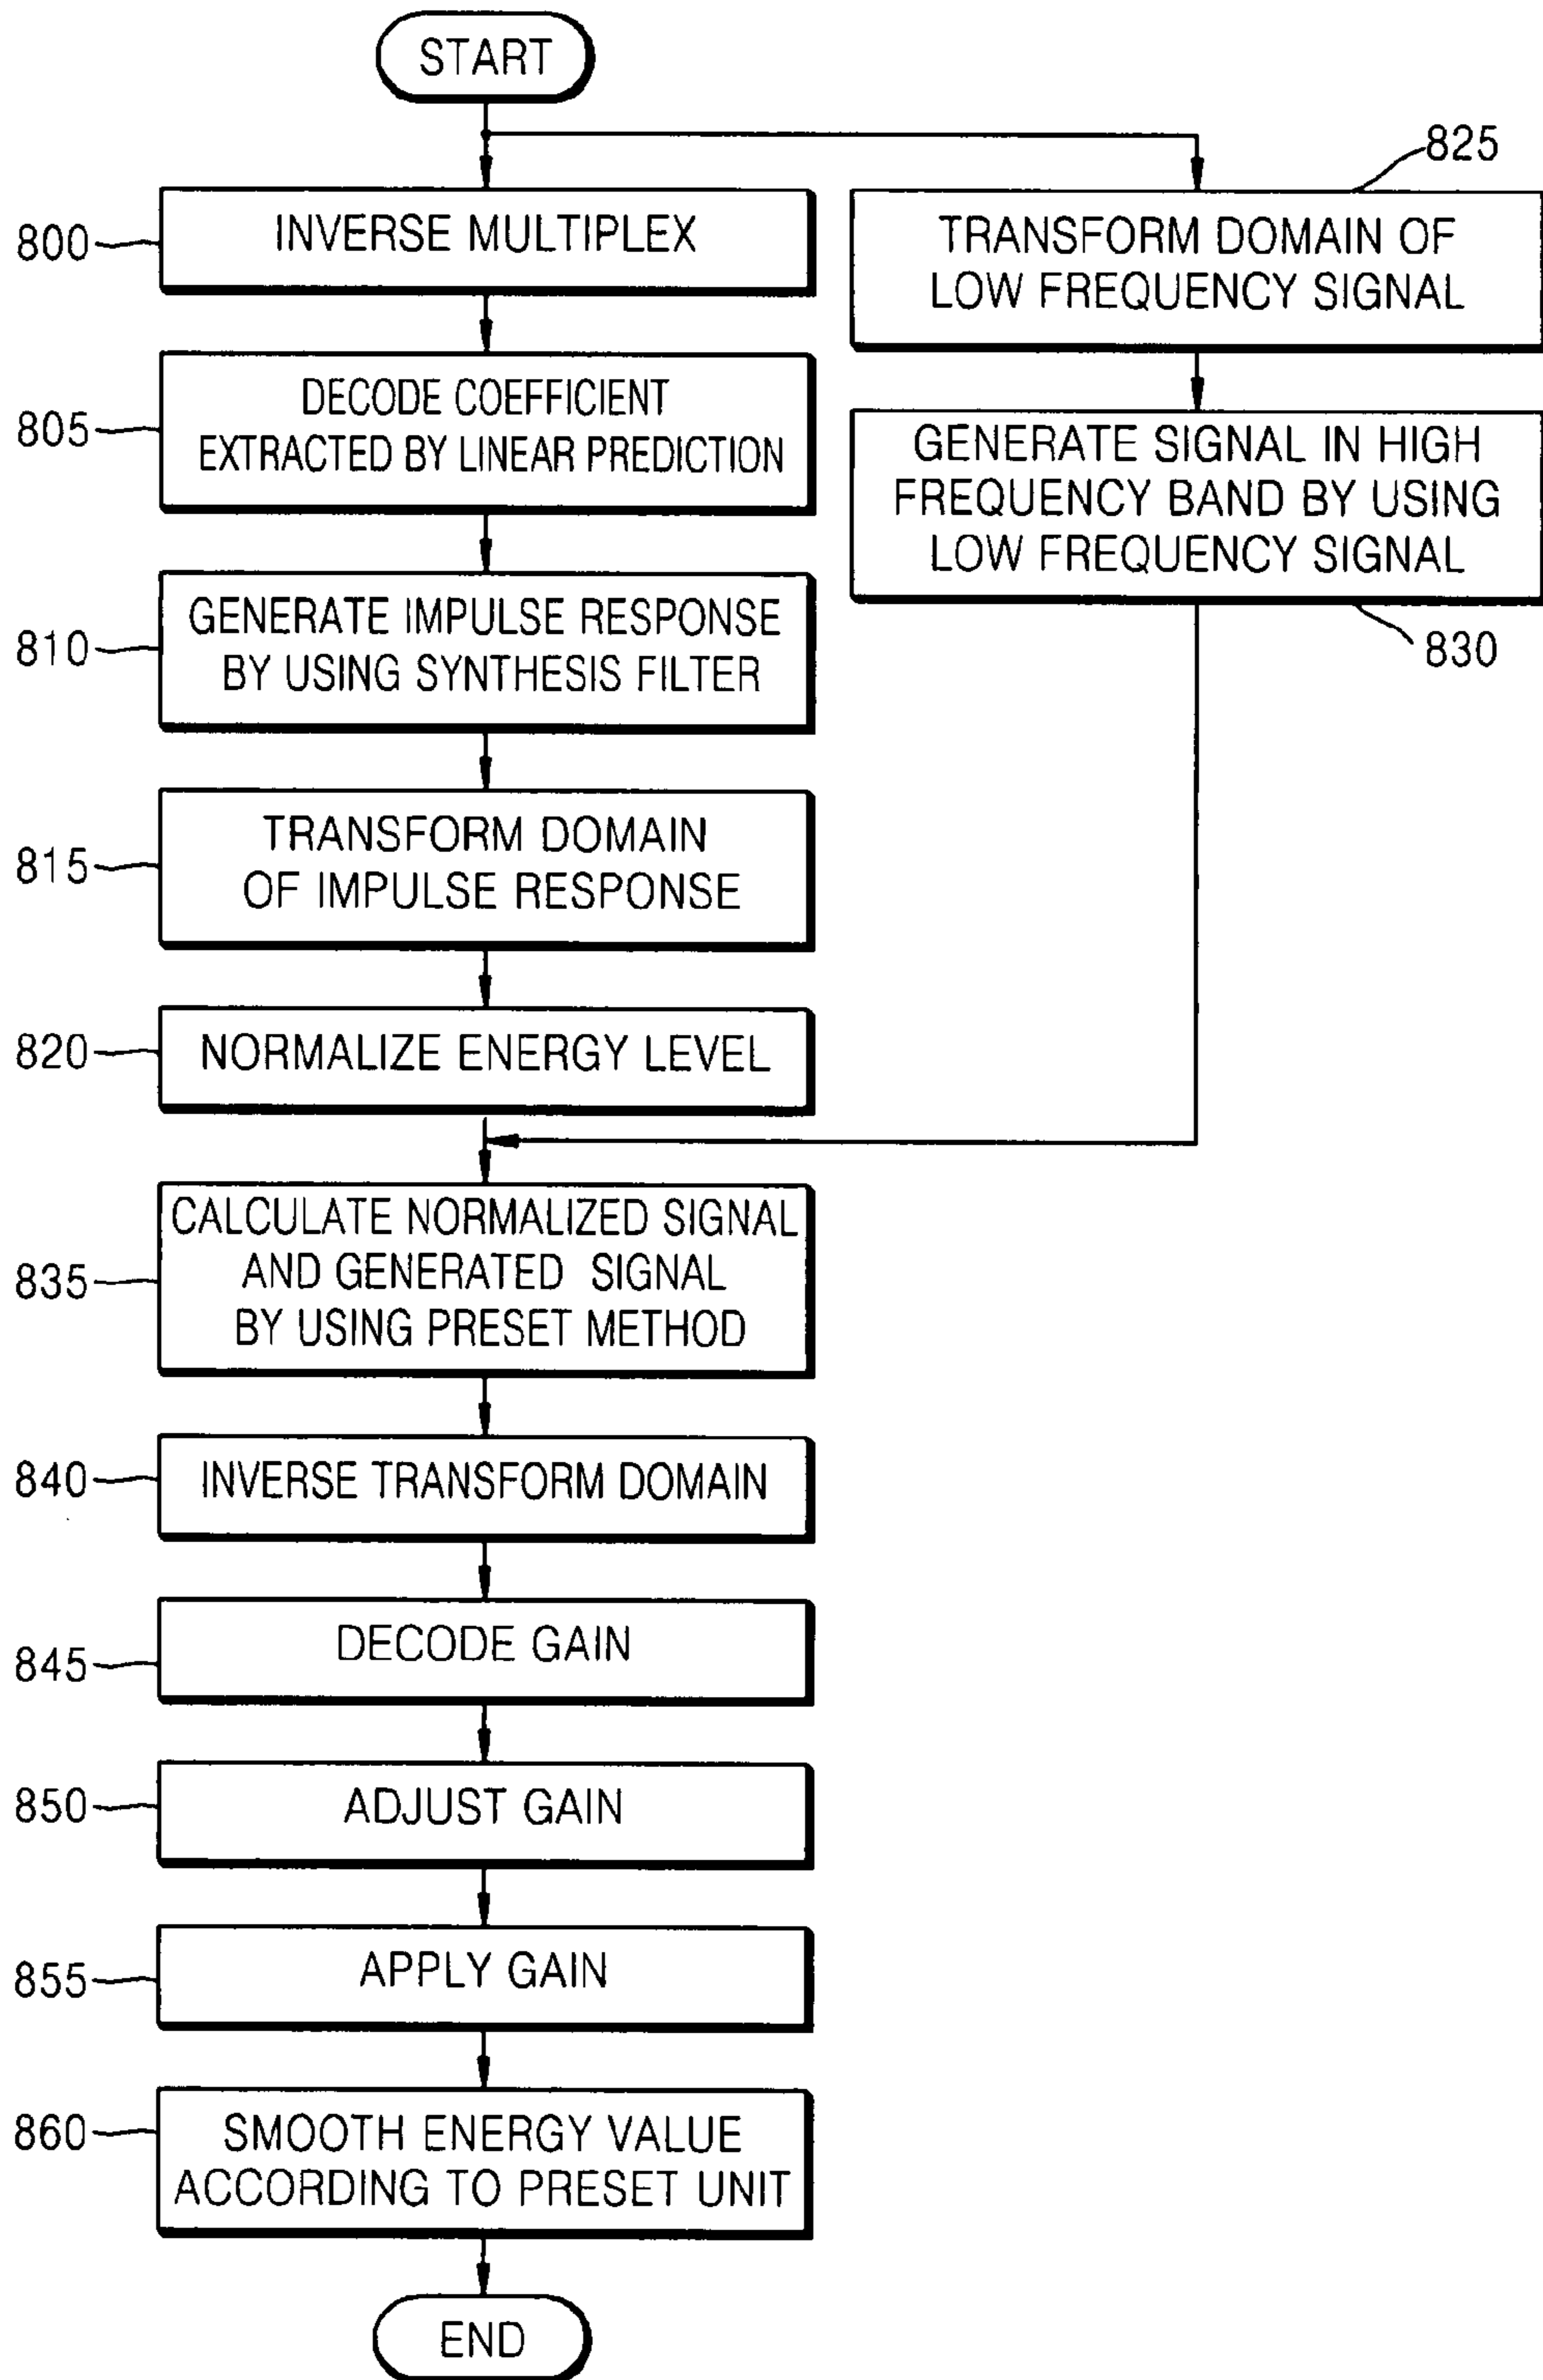 START
825
800
INVERSE MULTIPLEX
TRANSFORM DOMAIN OF
LOW FREQUENCY SIGNAL
805
DECODE COEFFICIENT
EXTRACTED BY LINEAR PREDICTION
GENERATE SIGNAL IN HIGH
FREQUENCY BAND BY USING
LOW FREQUENCY SIGNAL
830
810
GENERATE IMPULSE RESPONSE
BY USING SYNTHESIS FILTER
815
TRANSFORM DOMAIN
OF IMPULSE RESPONSE
820
NORMALIZE ENERGY LEVEL
835
CALCULATE NORMALIZED SIGNAL
AND GENERATED SIGNAL
BY USING PRESET METHOD
840
INVERSE TRANSFORM DOMAIN
845
DECODE GAIN
850
ADJUST GAIN
855
APPLY GAIN
860
SMOOTH ENERGY VALUE
ACCORDING TO PRESET UNIT
END